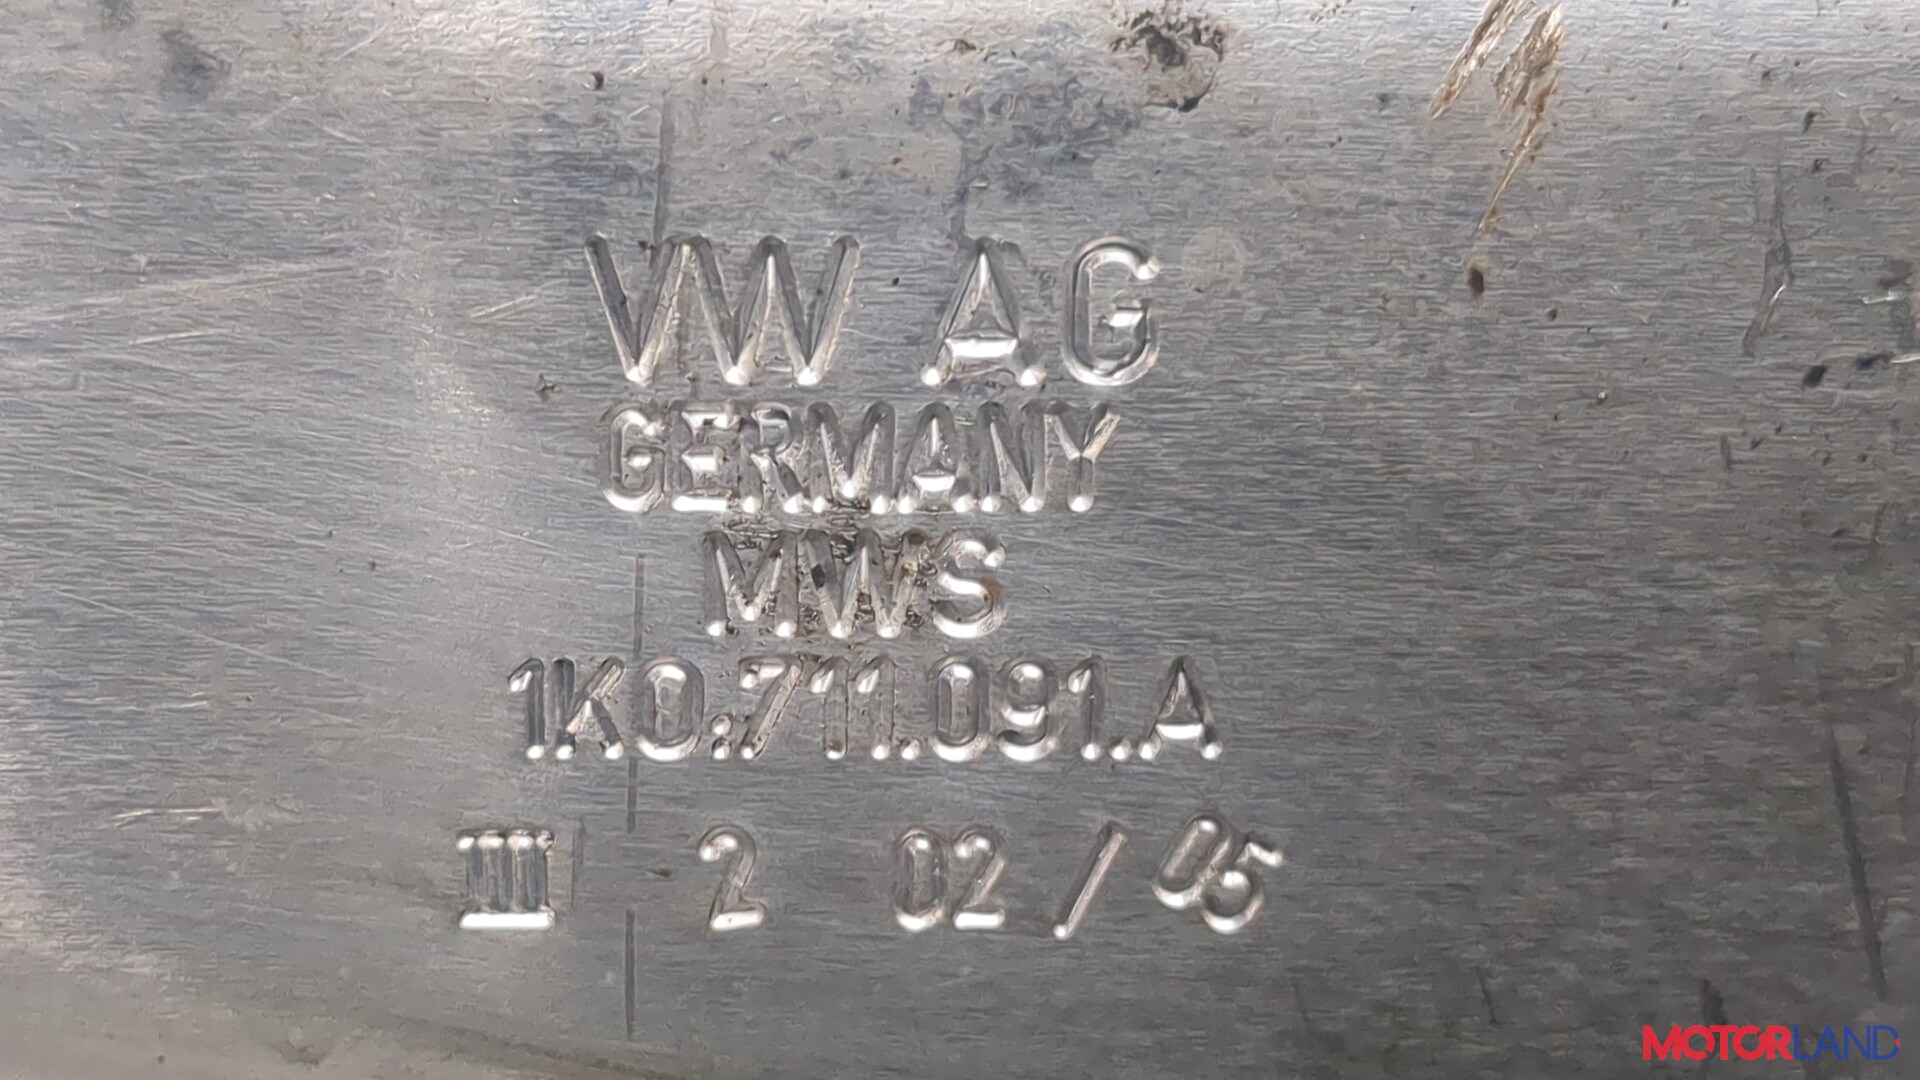 VW AG
GERMANY
MWS
1K0.711.091.A
III 2 02/05
MOTORLAND